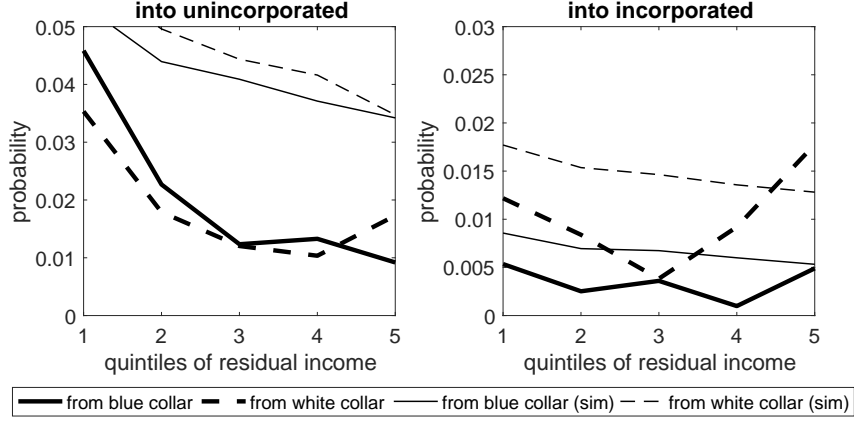 into unincorporated
0.05
0.04
0.03
0.02
0.01
0
probability
1 2 3 4 5
quintiles of residual income
into incorporated
0.03
0.025
0.02
0.015
0.01
0.005
0
probability
1 2 3 4 5
quintiles of residual income
from blue collar from white collar from blue collar (sim) from white collar (sim)